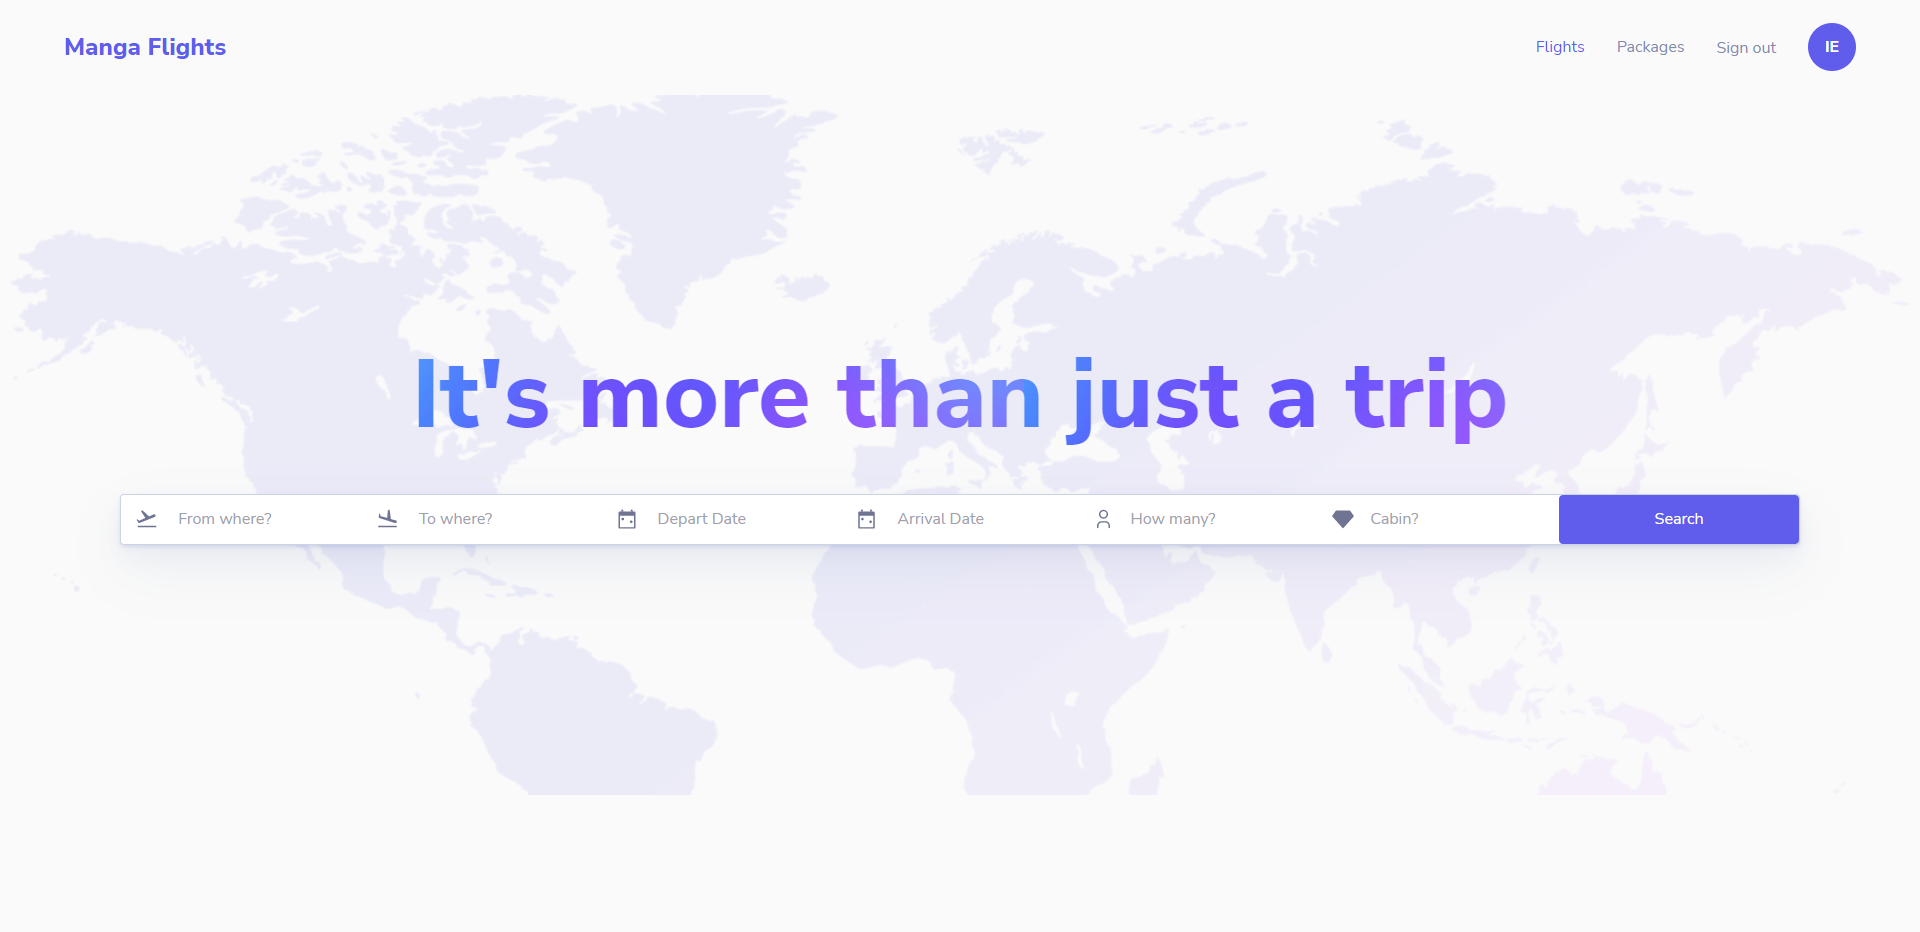 Manga Flights
Flights
Packages
Sign out
IE
It's more than just a trip
From where?
To where?
Depart Date
Arrival Date
How many?
Cabin?
Search